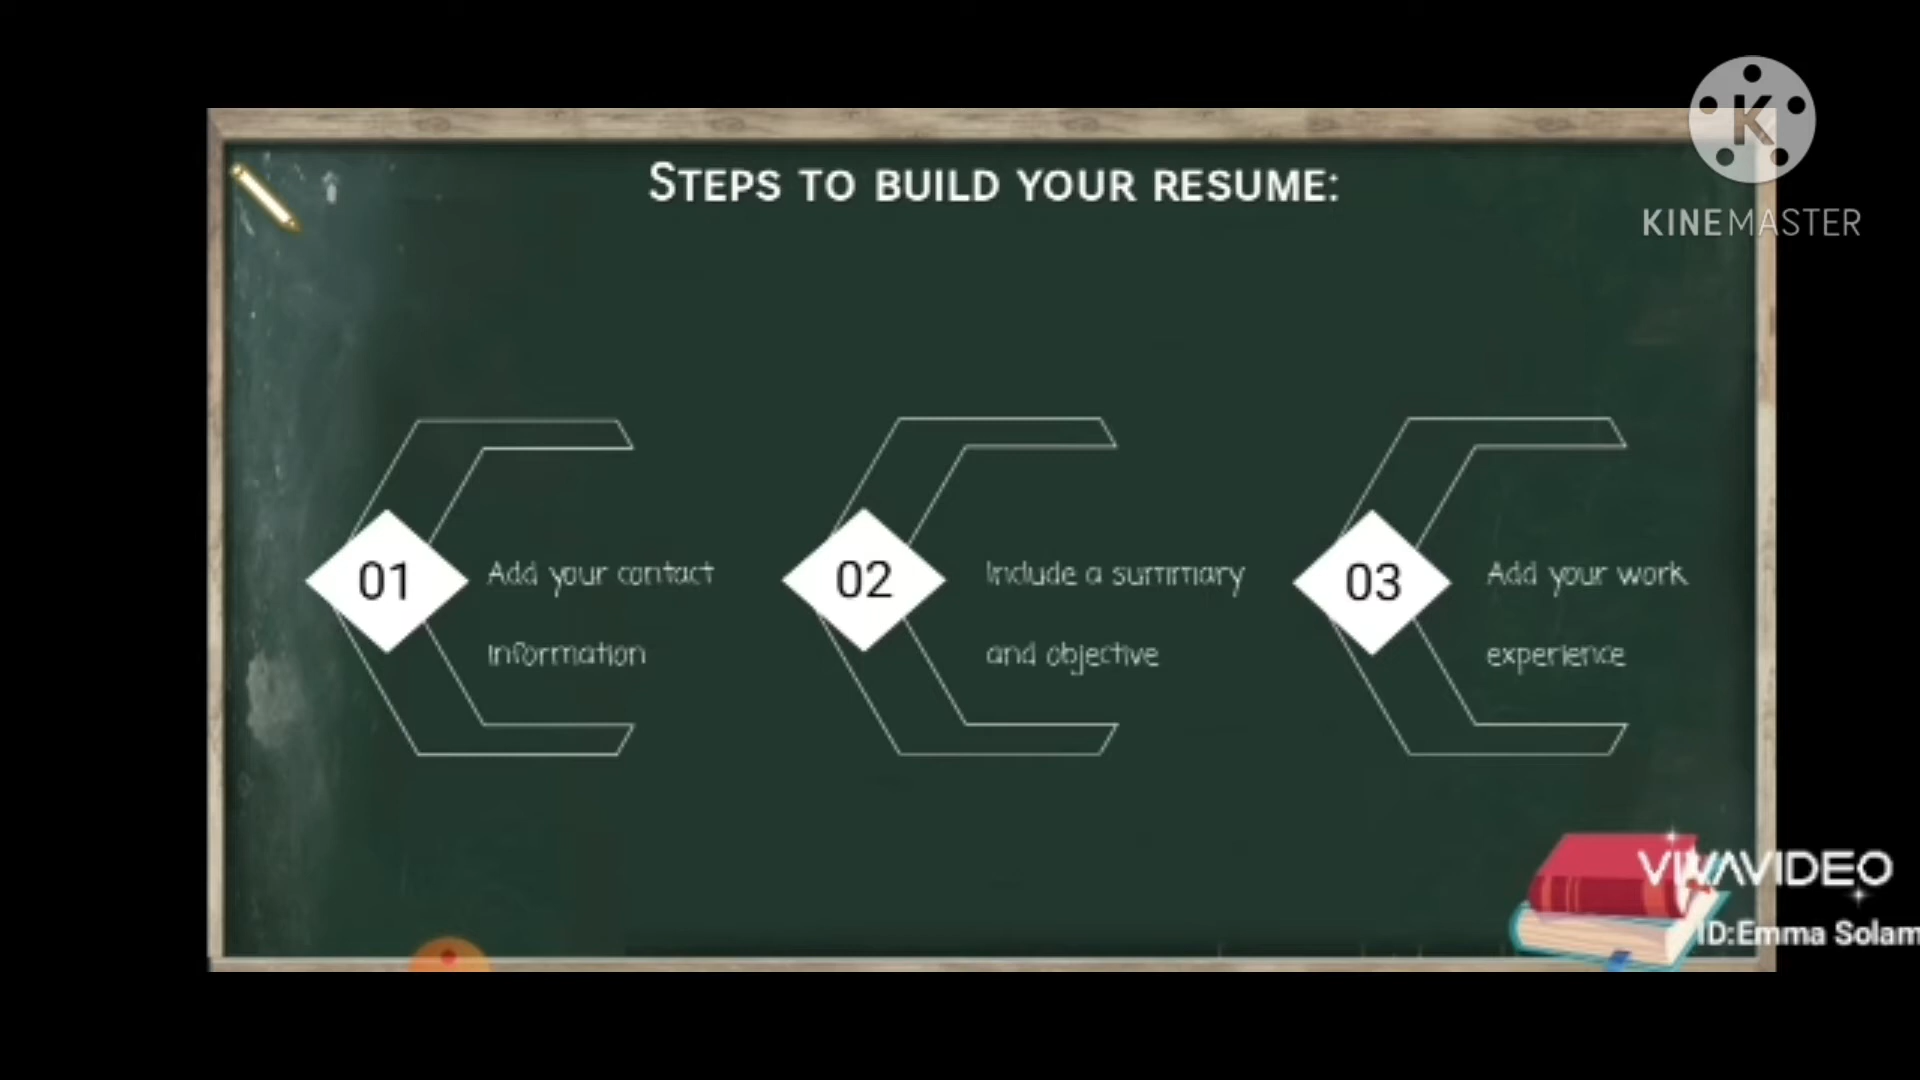 K
KINEMASTER
STEPS TO BUILD YOUR RESUME:
01
Add your contact
information
02
Include a summary
and objective
03
Add your work
experience
VIVAVIDEO
ID:Emma Solam